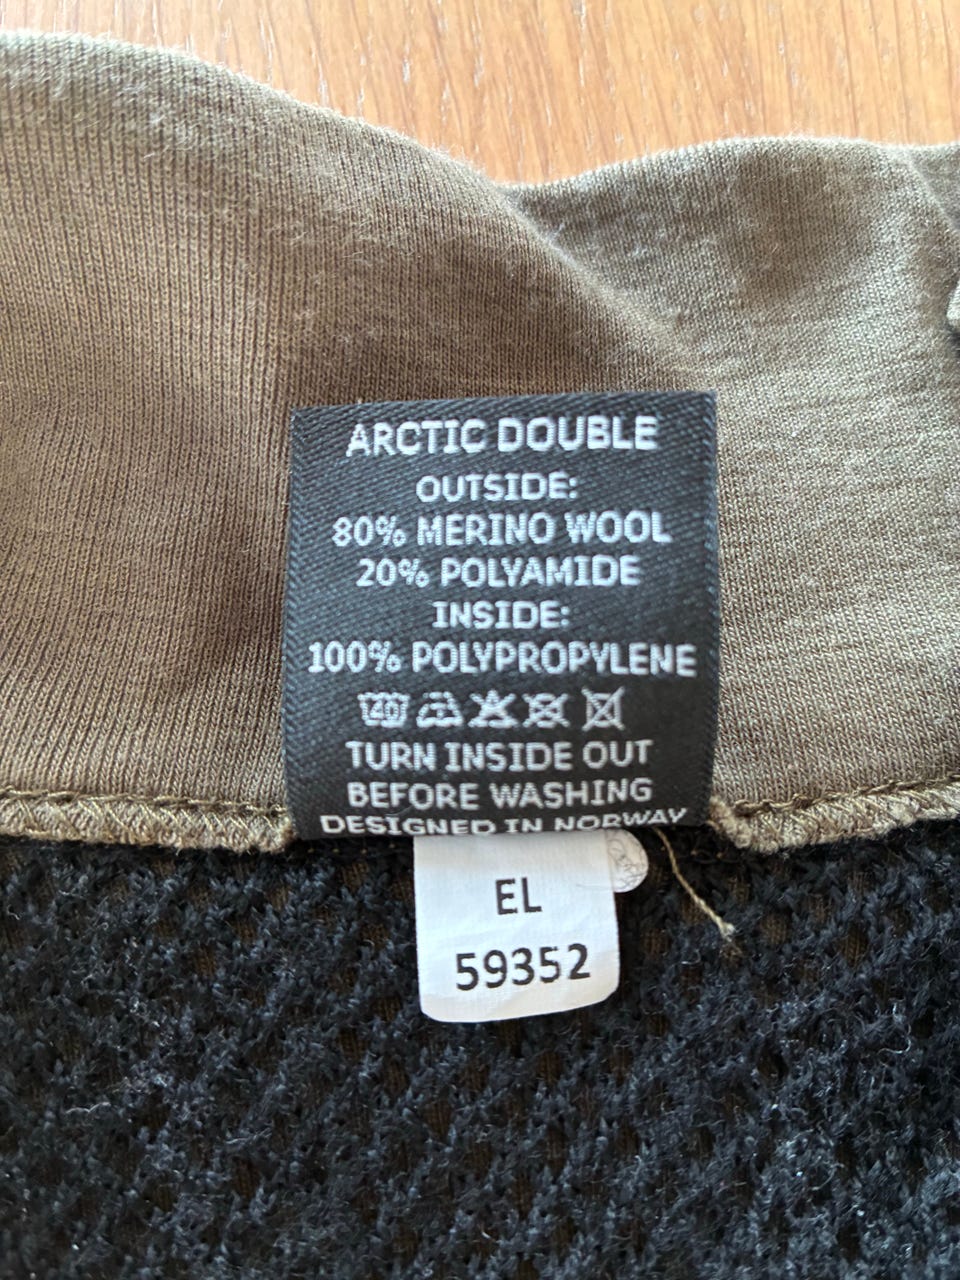 ARCTIC DOUBLE
OUTSIDE:
80% MERINO WOOL
20% POLYAMIDE
INSIDE:
100% POLYPROPYLENE
40
TURN INSIDE OUT
BEFORE WASHING
DESIGNED IN NORWAY
EL
59352